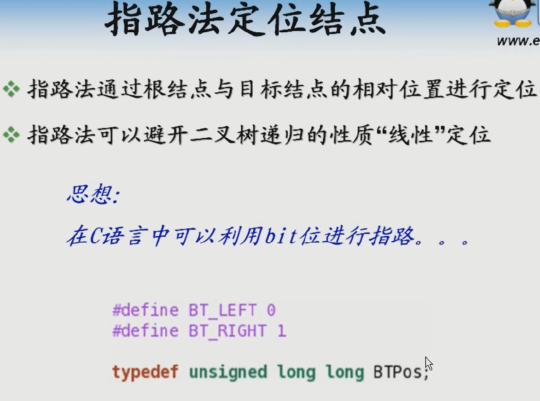 指路法定位结点
www.e
指路法通过根结点与目标结点的相对位置进行定位
指路法可以避开二叉树递归的性质“线性”定位
思想:
在C语言中可以利用bit位进行指路。。。
#define BT_LEFT 0
#define BT_RIGHT 1
typedef unsigned long long BTPos;